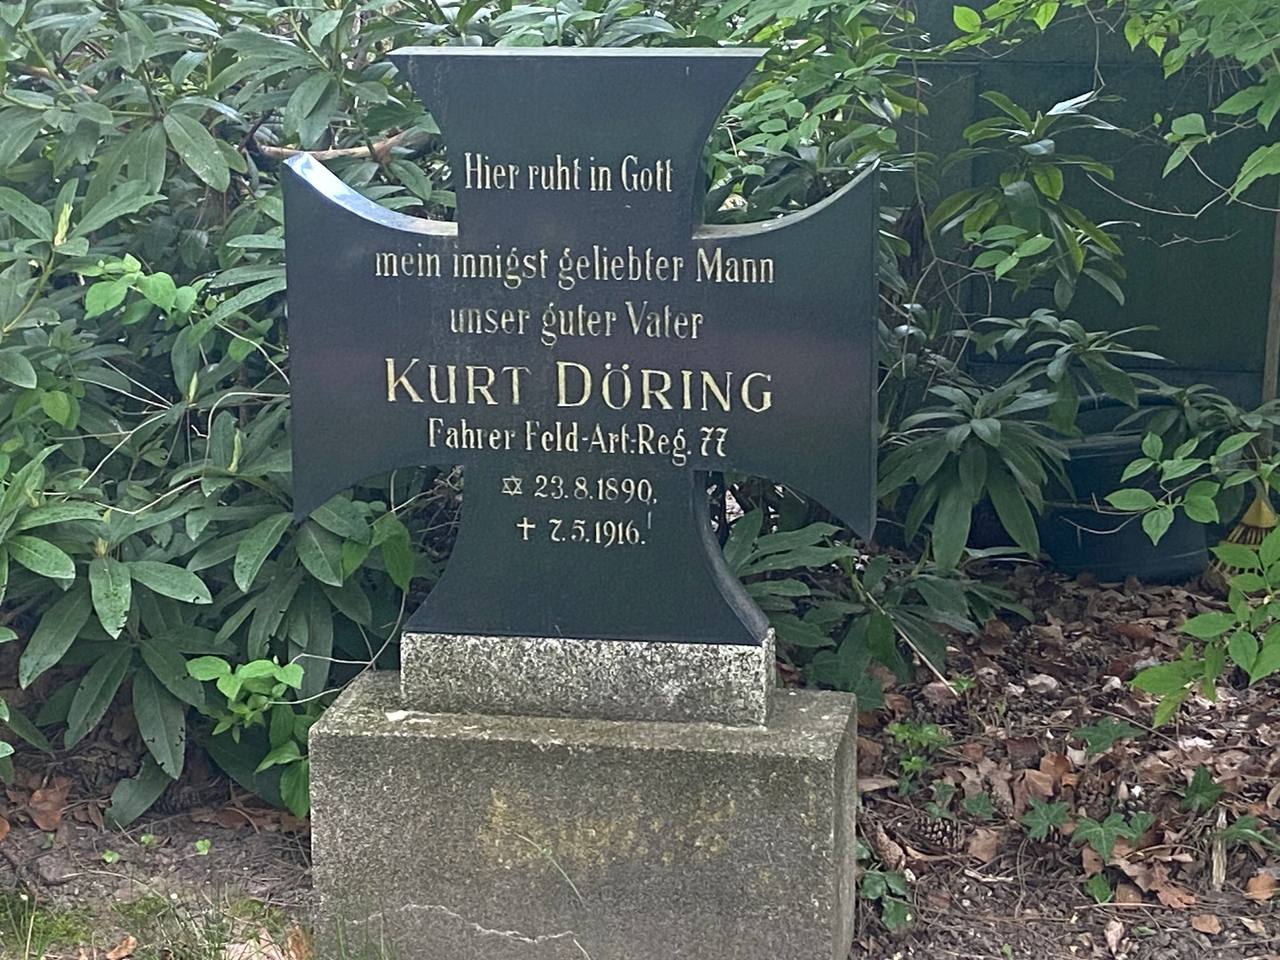 Hier ruht in Gott
mein innigst geliebter Mann
unser guter Vater
KURT DÖRING
Fahrer Feld-Art.-Reg. 77
✡ 23.8.1890,
✝ 7.5.1916.